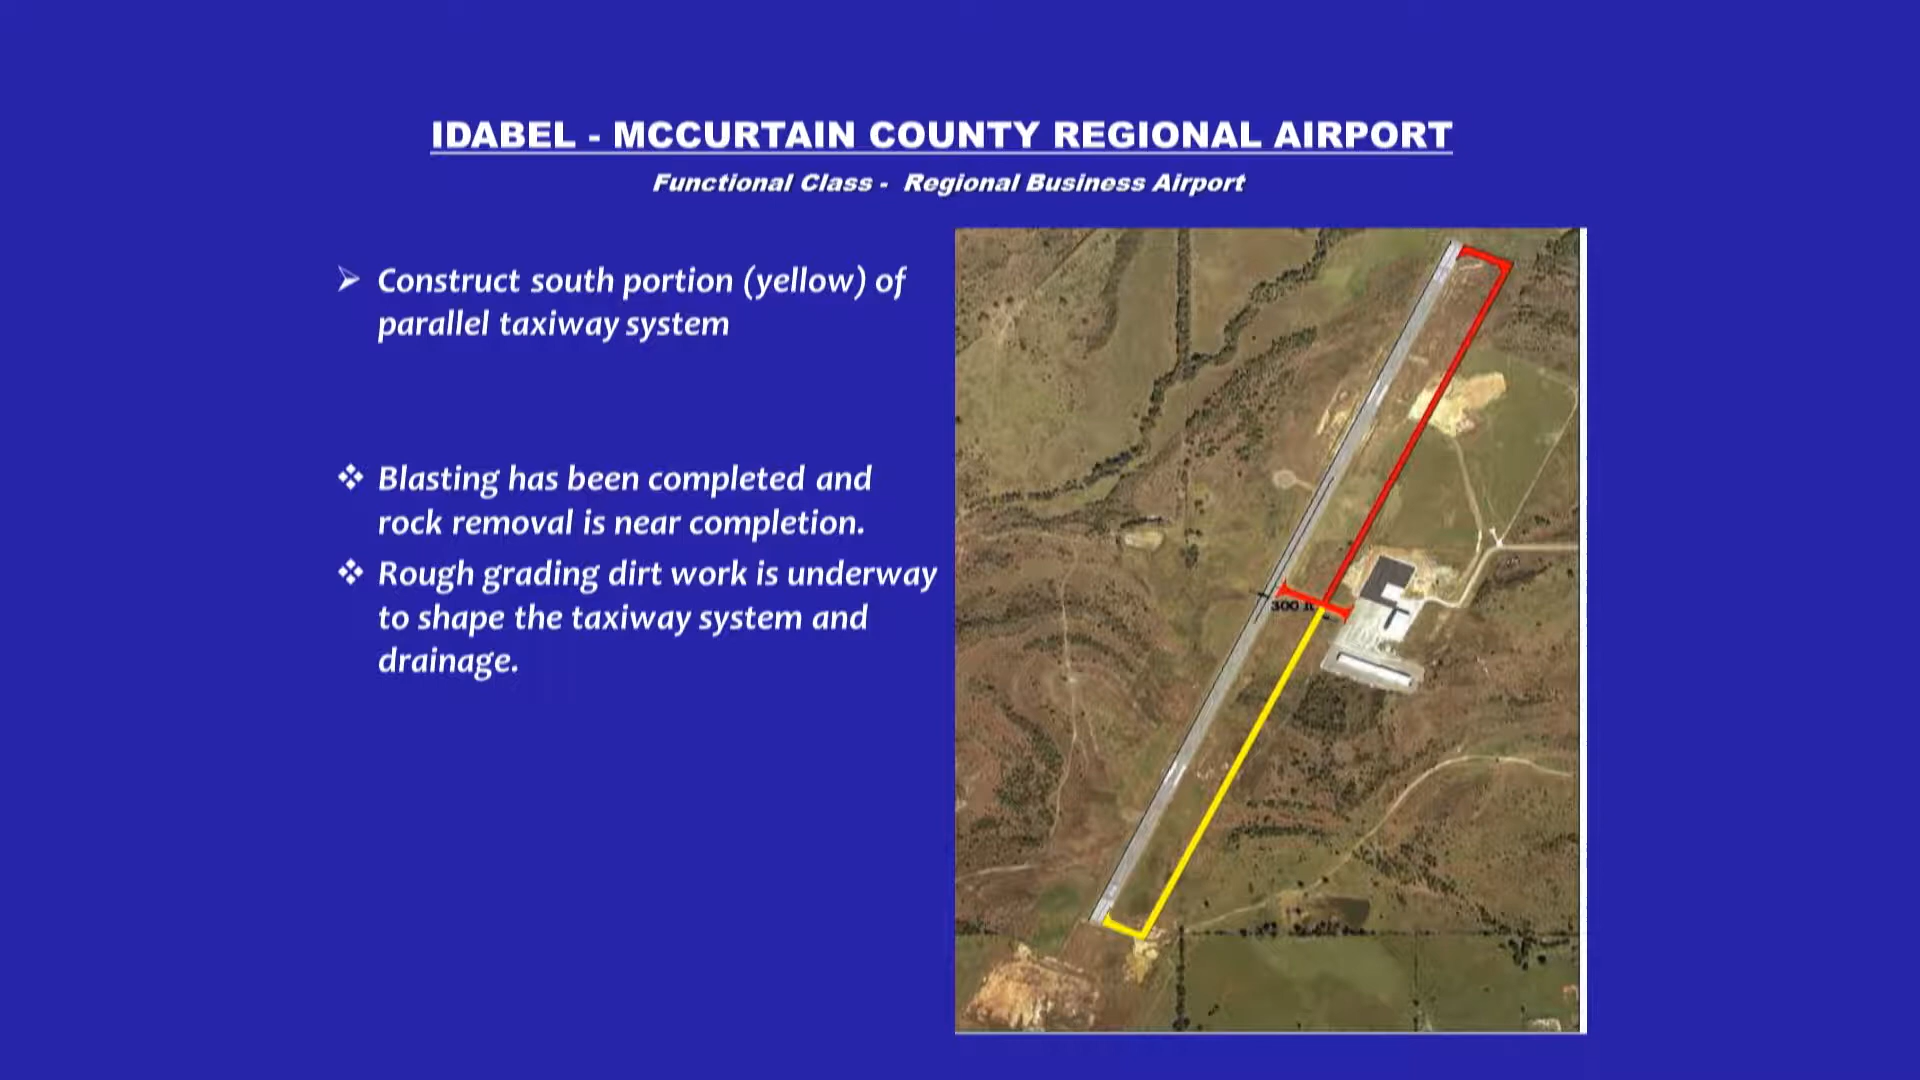 IDABEL - MCCURTAIN COUNTY REGIONAL AIRPORT
Functional Class - Regional Business Airport
Construct south portion (yellow) of
parallel taxiway system
Blasting has been completed and
rock removal is near completion.
Rough grading dirt work is underway
to shape the taxiway system and
drainage.
300